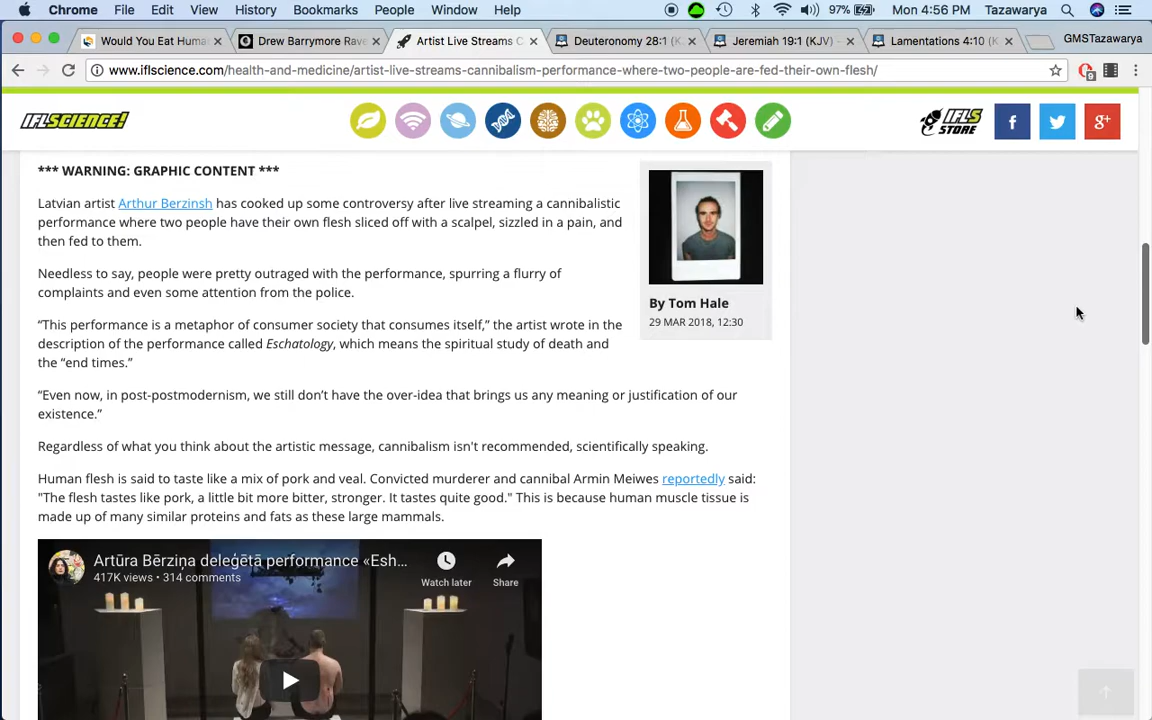 Chrome File Edit View History Bookmarks People Window Help 97% Mon 4:56 PM Tazawarya
Would You Eat Huma Drew Barrymore Rave Artist Live Streams C Deuteronomy 28:1 (KJV Jeremiah 19:1 (KJV) - Lamentations 4:10 (K GMSTazawarya
www.iflscience.com/health-and-medicine/artist-live-streams-cannibalism-performance-where-two-people-are-fed-their-own-flesh/ 9
IFLSCIENCE! IFLS STORE f g+
*** WARNING: GRAPHIC CONTENT ***
Latvian artist Arthur Berzinsh has cooked up some controversy after live streaming a cannibalistic
performance where two people have their own flesh sliced off with a scalpel, sizzled in a pain, and
then fed to them.
Needless to say, people were pretty outraged with the performance, spurring a flurry of
complaints and even some attention from the police.
By Tom Hale
29 MAR 2018, 12:30
“This performance is a metaphor of consumer society that consumes itself,” the artist wrote in the
description of the performance called Eschatology, which means the spiritual study of death and
the “end times.”
“Even now, in post-postmodernism, we still don’t have the over-idea that brings us any meaning or justification of our
existence.”
Regardless of what you think about the artistic message, cannibalism isn't recommended, scientifically speaking.
Human flesh is said to taste like a mix of pork and veal. Convicted murderer and cannibal Armin Meiwes reportedly said:
"The flesh tastes like pork, a little bit more bitter, stronger. It tastes quite good." This is because human muscle tissue is
made up of many similar proteins and fats as these large mammals.
Artūra Bērziņa deleģētā performance «Esh...
417K views • 314 comments
Watch later
Share